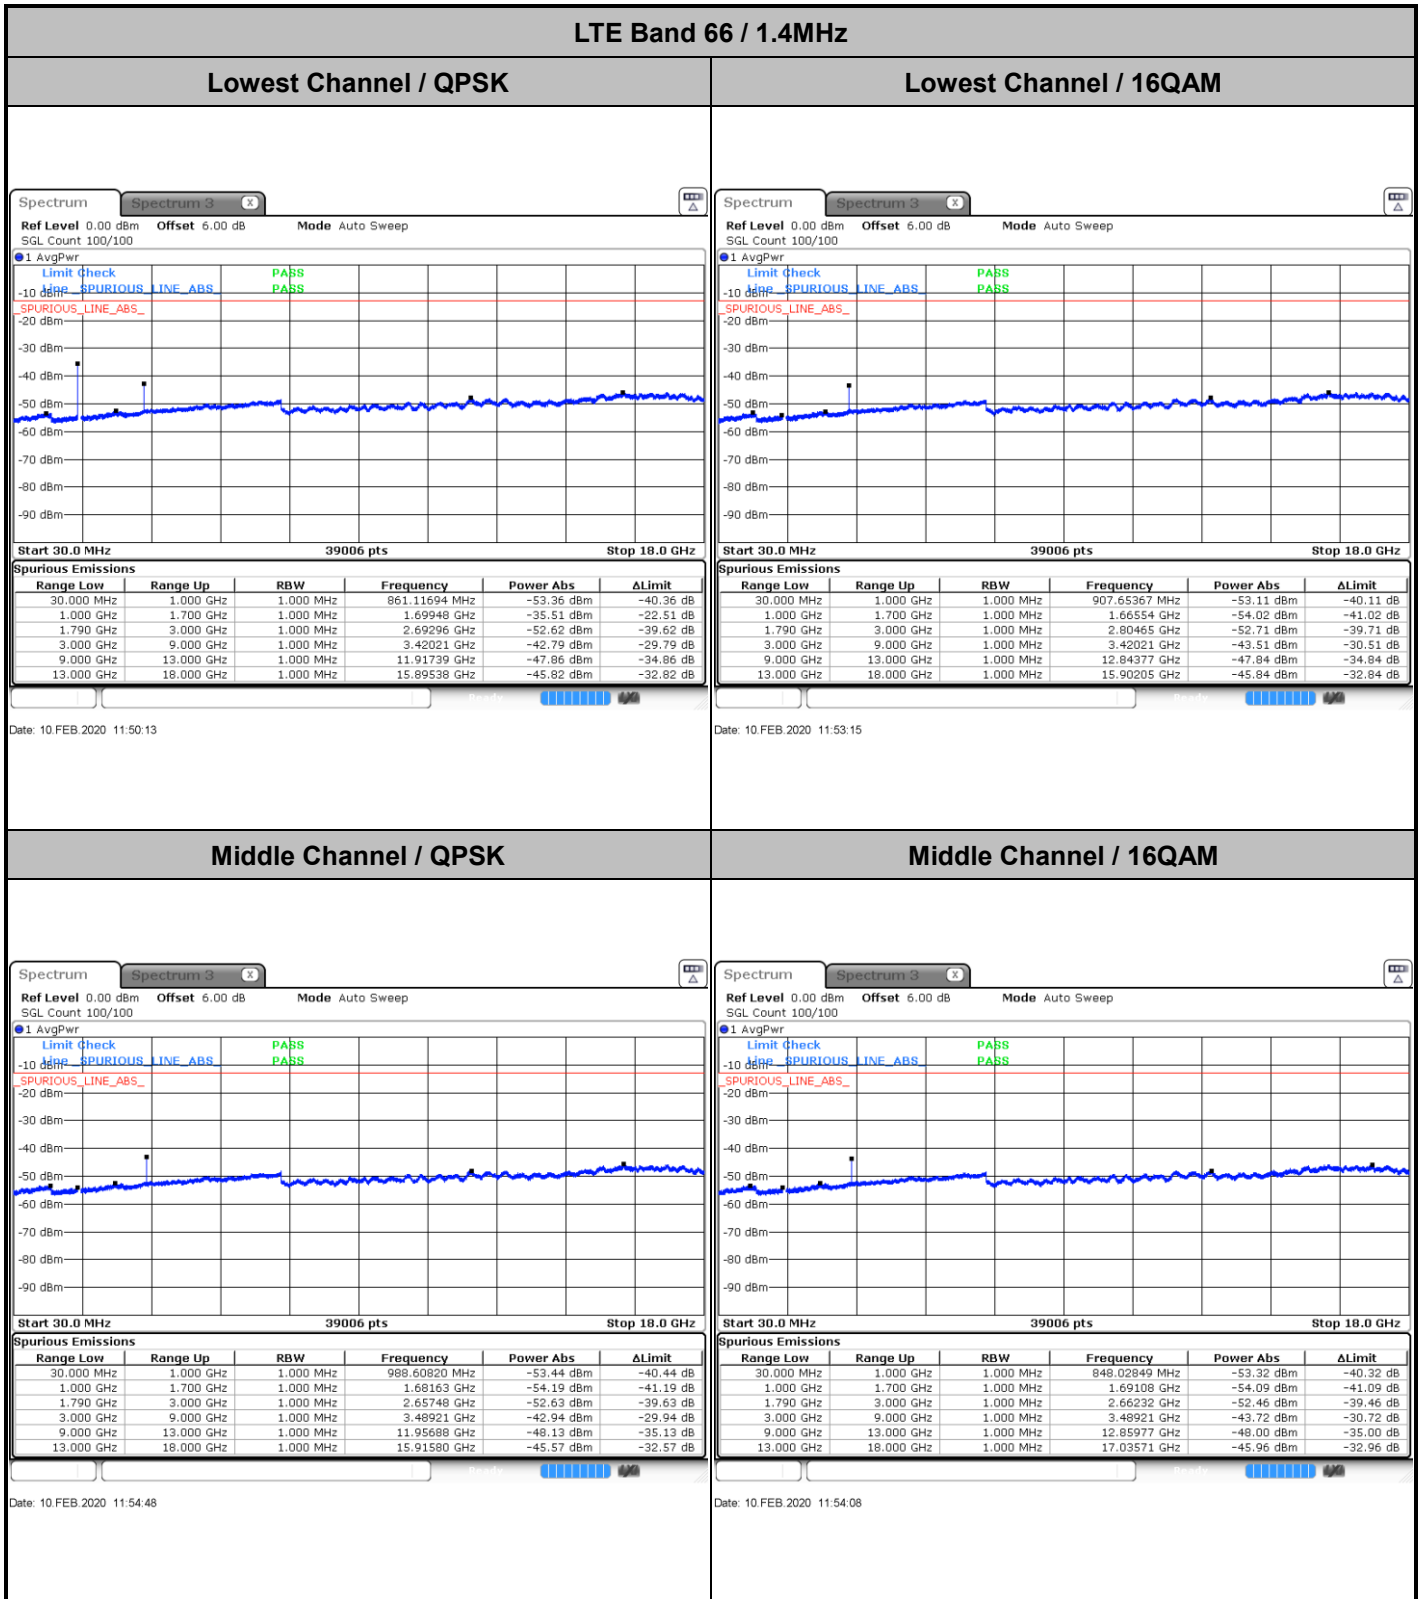 LTE Band 66 / 1.4MHz
Lowest Channel / QPSK
Lowest Channel / 16QAM
Spectrum
Spectrum 3
X
Ref Level 0.00 dBm Offset 6.00 dB Mode Auto Sweep
SGL Count 100/100
1 AvgPwr
Limit Check PASS
Line _SPURIOUS_LINE_ABS_ PASS
-10 dBm
_SPURIOUS_LINE_ABS_
-20 dBm
-30 dBm
-40 dBm
-50 dBm
-60 dBm
-70 dBm
-80 dBm
-90 dBm
Start 30.0 MHz 39006 pts Stop 18.0 GHz
Spurious Emissions
Range Low Range Up RBW Frequency Power Abs ΔLimit
30.000 MHz 1.000 GHz 1.000 MHz 861.11694 MHz -53.36 dBm -40.36 dB
1.000 GHz 1.700 GHz 1.000 MHz 1.69948 GHz -35.51 dBm -22.51 dB
1.790 GHz 3.000 GHz 1.000 MHz 2.69296 GHz -52.62 dBm -39.62 dB
3.000 GHz 9.000 GHz 1.000 MHz 3.42021 GHz -42.79 dBm -29.79 dB
9.000 GHz 13.000 GHz 1.000 MHz 11.91739 GHz -47.86 dBm -34.86 dB
13.000 GHz 18.000 GHz 1.000 MHz 15.89538 GHz -45.82 dBm -32.82 dB
Date: 10.FEB.2020 11:50:13
Spectrum
Spectrum 3
X
Ref Level 0.00 dBm Offset 6.00 dB Mode Auto Sweep
SGL Count 100/100
1 AvgPwr
Limit Check PASS
Line _SPURIOUS_LINE_ABS_ PASS
-10 dBm
_SPURIOUS_LINE_ABS_
-20 dBm
-30 dBm
-40 dBm
-50 dBm
-60 dBm
-70 dBm
-80 dBm
-90 dBm
Start 30.0 MHz 39006 pts Stop 18.0 GHz
Spurious Emissions
Range Low Range Up RBW Frequency Power Abs ΔLimit
30.000 MHz 1.000 GHz 1.000 MHz 907.65367 MHz -53.11 dBm -40.11 dB
1.000 GHz 1.700 GHz 1.000 MHz 1.66554 GHz -54.02 dBm -41.02 dB
1.790 GHz 3.000 GHz 1.000 MHz 2.80465 GHz -52.71 dBm -39.71 dB
3.000 GHz 9.000 GHz 1.000 MHz 3.42021 GHz -43.51 dBm -30.51 dB
9.000 GHz 13.000 GHz 1.000 MHz 12.84377 GHz -47.84 dBm -34.84 dB
13.000 GHz 18.000 GHz 1.000 MHz 15.90205 GHz -45.84 dBm -32.84 dB
Ready
Date: 10.FEB.2020 11:53:15
Middle Channel / QPSK
Middle Channel / 16QAM
Spectrum
Spectrum 3
X
Ref Level 0.00 dBm Offset 6.00 dB Mode Auto Sweep
SGL Count 100/100
1 AvgPwr
Limit Check PASS
Line _SPURIOUS_LINE_ABS_ PASS
-10 dBm
_SPURIOUS_LINE_ABS_
-20 dBm
-30 dBm
-40 dBm
-50 dBm
-60 dBm
-70 dBm
-80 dBm
-90 dBm
Start 30.0 MHz 39006 pts Stop 18.0 GHz
Spurious Emissions
Range Low Range Up RBW Frequency Power Abs ΔLimit
30.000 MHz 1.000 GHz 1.000 MHz 988.60820 MHz -53.44 dBm -40.44 dB
1.000 GHz 1.700 GHz 1.000 MHz 1.68163 GHz -54.19 dBm -41.19 dB
1.790 GHz 3.000 GHz 1.000 MHz 2.65748 GHz -52.63 dBm -39.63 dB
3.000 GHz 9.000 GHz 1.000 MHz 3.48921 GHz -42.94 dBm -29.94 dB
9.000 GHz 13.000 GHz 1.000 MHz 11.95688 GHz -48.13 dBm -35.13 dB
13.000 GHz 18.000 GHz 1.000 MHz 15.91580 GHz -45.57 dBm -32.57 dB
Ready
Date: 10.FEB.2020 11:54:48
Spectrum
Spectrum 3
X
Ref Level 0.00 dBm Offset 6.00 dB Mode Auto Sweep
SGL Count 100/100
1 AvgPwr
Limit Check PASS
Line _SPURIOUS_LINE_ABS_ PASS
-10 dBm
_SPURIOUS_LINE_ABS_
-20 dBm
-30 dBm
-40 dBm
-50 dBm
-60 dBm
-70 dBm
-80 dBm
-90 dBm
Start 30.0 MHz 39006 pts Stop 18.0 GHz
Spurious Emissions
Range Low Range Up RBW Frequency Power Abs ΔLimit
30.000 MHz 1.000 GHz 1.000 MHz 848.02849 MHz -53.32 dBm -40.32 dB
1.000 GHz 1.700 GHz 1.000 MHz 1.69108 GHz -54.09 dBm -41.09 dB
1.790 GHz 3.000 GHz 1.000 MHz 2.66232 GHz -52.46 dBm -39.46 dB
3.000 GHz 9.000 GHz 1.000 MHz 3.48921 GHz -43.72 dBm -30.72 dB
9.000 GHz 13.000 GHz 1.000 MHz 12.85977 GHz -48.00 dBm -35.00 dB
13.000 GHz 18.000 GHz 1.000 MHz 17.03571 GHz -45.96 dBm -32.96 dB
Date: 10.FEB.2020 11:54:08